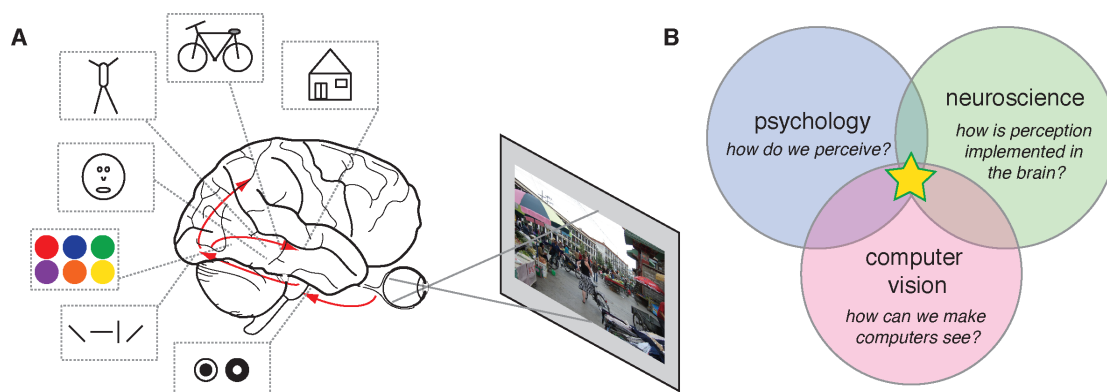 A
B
psychology
how do we perceive?
neuroscience
how is perception
implemented in
the brain?
computer
vision
how can we make
computers see?